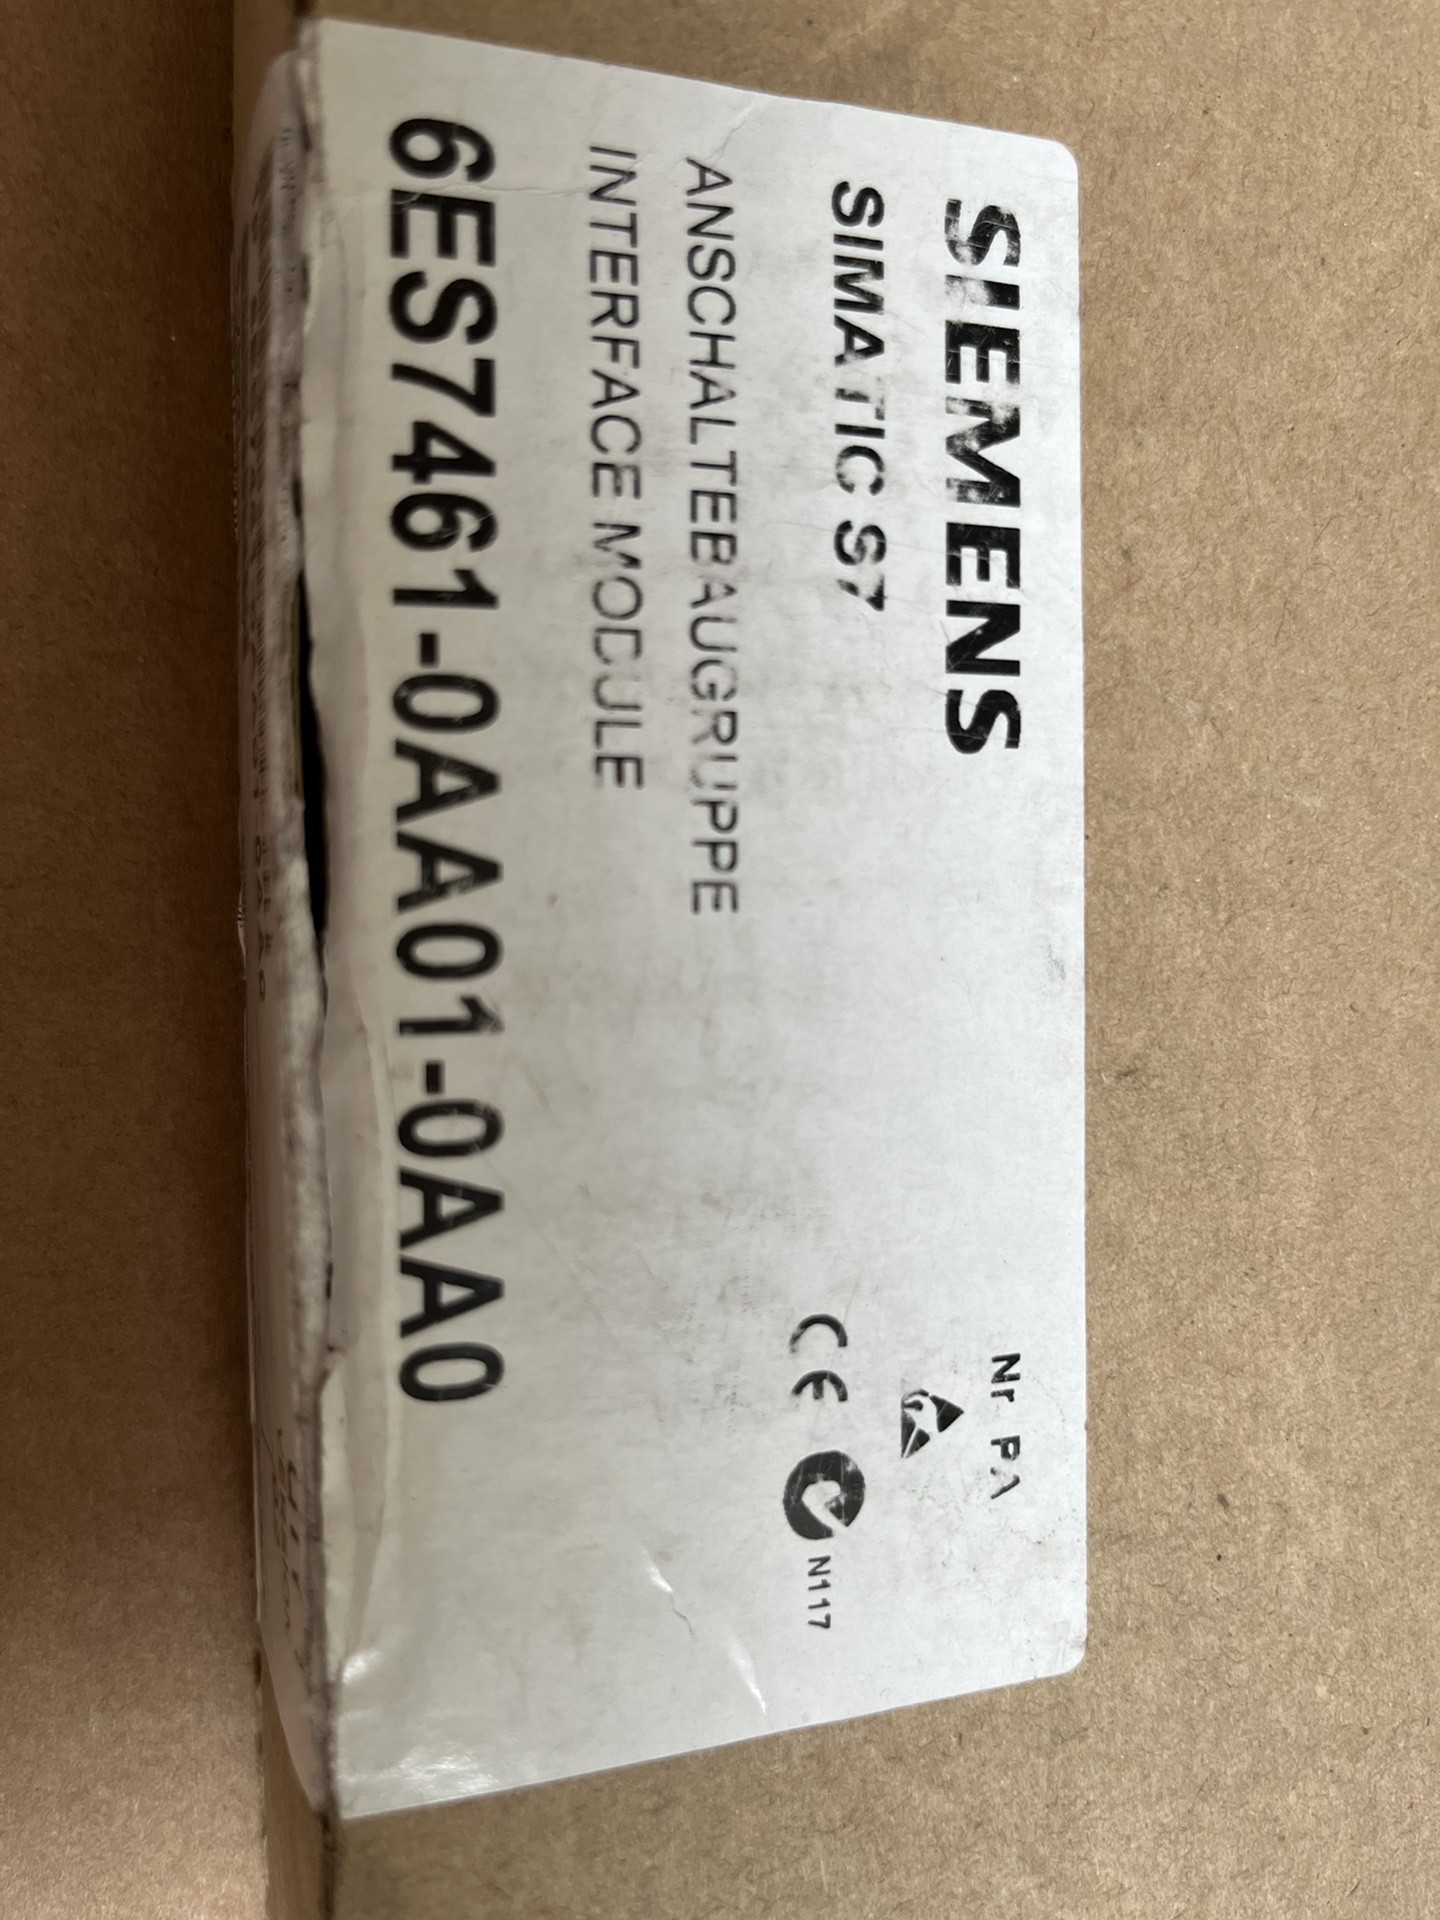 SIEMENS
Nr PA
SIMATIC S7
N117
ANSCHALTEBAUGRUPPE
INTERFACE MODULE
6ES7461-0AA01-0AA0